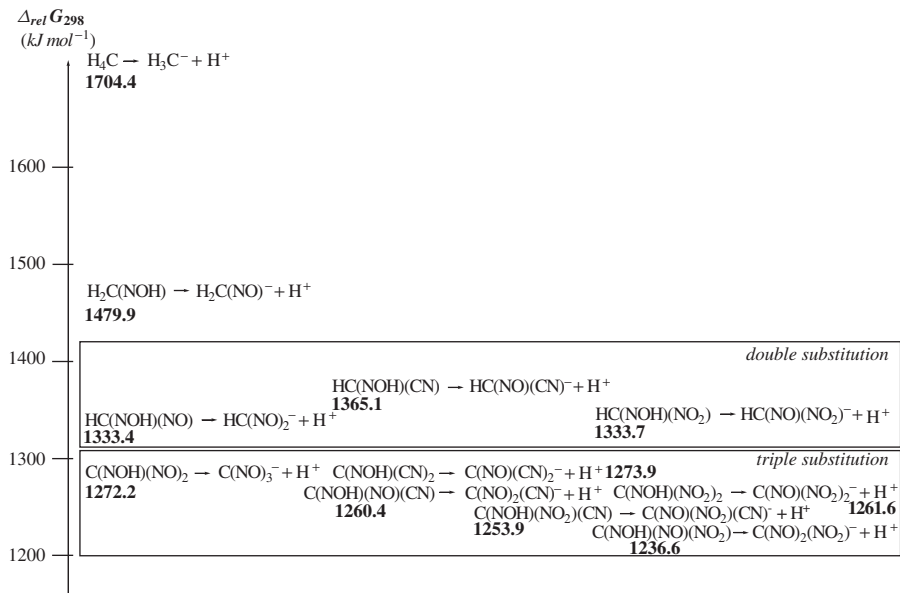 Δrel G298
(kJ mol⁻¹)
H₄C → H₃C⁻ + H⁺
1704.4
1600
1500
H₂C(NOH) → H₂C(NO)⁻ + H⁺
1479.9
1400
double substitution
HC(NOH)(CN) → HC(NO)(CN)⁻ + H⁺
1365.1
HC(NOH)(NO) → HC(NO)₂⁻ + H⁺
1333.4
HC(NOH)(NO₂) → HC(NO)(NO₂)⁻ + H⁺
1333.7
1300
triple substitution
C(NOH)(NO)₂ → C(NO)₃⁻ + H⁺
1272.2
C(NOH)(CN)₂ → C(NO)(CN)₂⁻ + H⁺ 1273.9
C(NOH)(NO)(CN) → C(NO)₂(CN)⁻ + H⁺
1260.4
C(NOH)(NO₂)₂ → C(NO)(NO₂)₂⁻ + H⁺
1261.6
C(NOH)(NO₂)(CN) → C(NO)(NO₂)(CN)⁻ + H⁺
1253.9
C(NOH)(NO)(NO₂) → C(NO)₂(NO₂)⁻ + H⁺
1236.6
1200